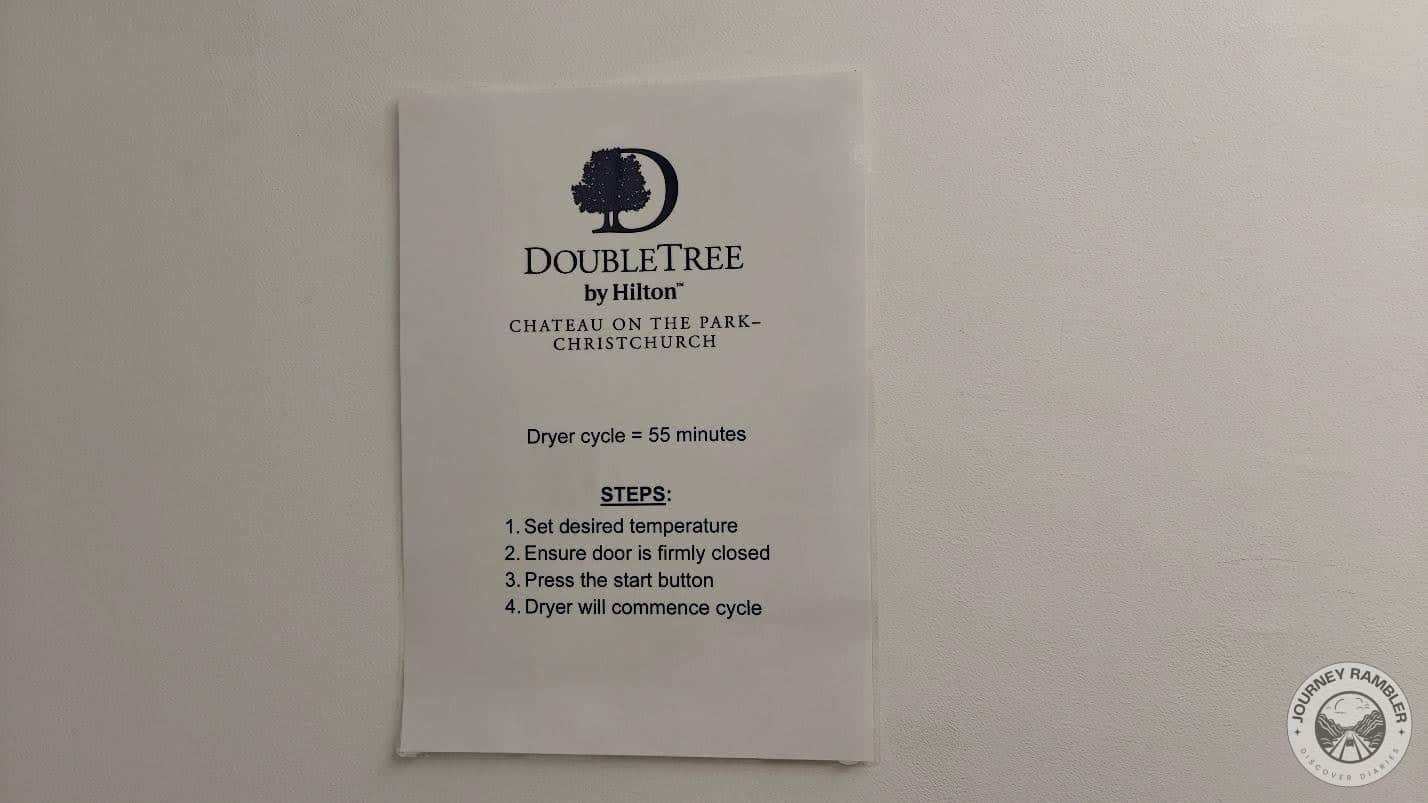 D
DOUBLETREE
by Hilton™
CHATEAU ON THE PARK–
CHRISTCHURCH
Dryer cycle = 55 minutes
STEPS:
1. Set desired temperature
2. Ensure door is firmly closed
3. Press the start button
4. Dryer will commence cycle
JOURNEY RAMBLER
DISCOVER DIARIES